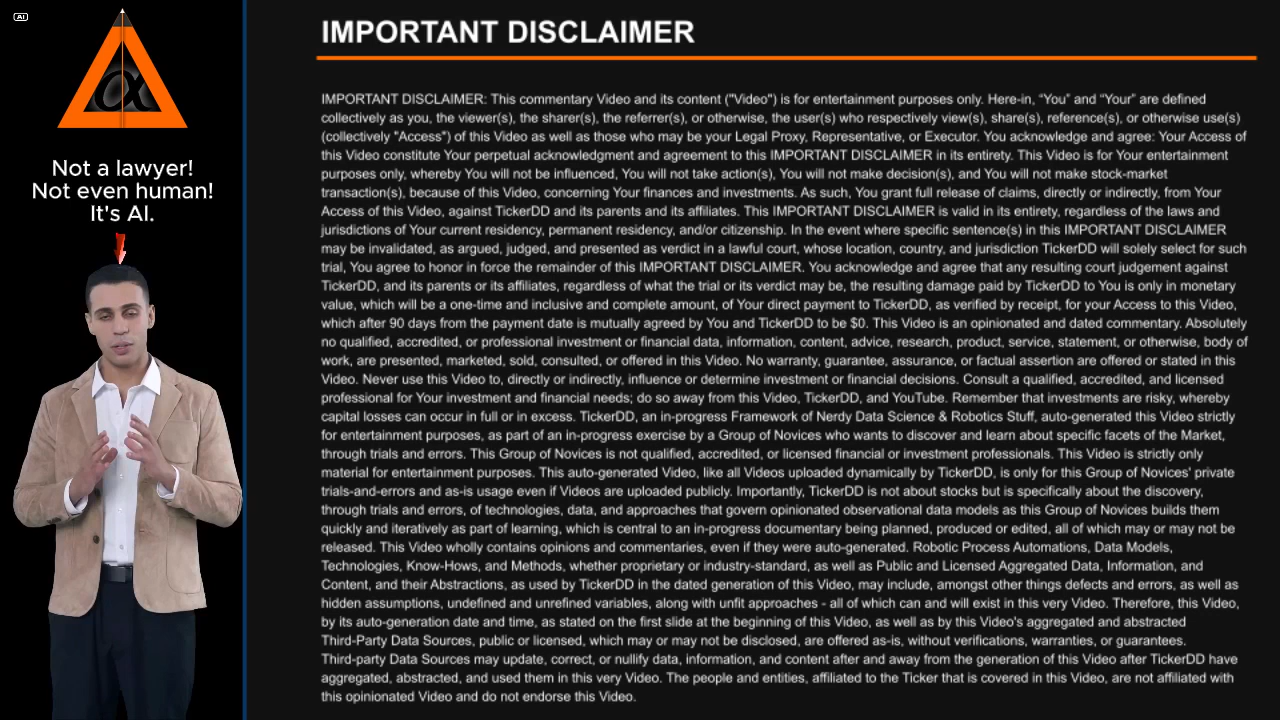 AI
α
Not a lawyer!
Not even human!
It's AI.
IMPORTANT DISCLAIMER
IMPORTANT DISCLAIMER: This commentary Video and its content ("Video") is for entertainment purposes only. Here-in, “You” and “Your” are defined
collectively as you, the viewer(s), the sharer(s), the referrer(s), or otherwise, the user(s) who respectively view(s), share(s), reference(s), or otherwise use(s)
(collectively "Access") of this Video as well as those who may be your Legal Proxy, Representative, or Executor. You acknowledge and agree: Your Access of
this Video constitute Your perpetual acknowledgment and agreement to this IMPORTANT DISCLAIMER in its entirety. This Video is for Your entertainment
purposes only, whereby You will not be influenced, You will not take action(s), You will not make decision(s), and You will not make stock-market
transaction(s), because of this Video, concerning Your finances and investments. As such, You grant full release of claims, directly or indirectly, from Your
Access of this Video, against TickerDD and its parents and its affiliates. This IMPORTANT DISCLAIMER is valid in its entirety, regardless of the laws and
jurisdictions of Your current residency, permanent residency, and/or citizenship. In the event where specific sentence(s) in this IMPORTANT DISCLAIMER
may be invalidated, as argued, judged, and presented as verdict in a lawful court, whose location, country, and jurisdiction TickerDD will solely select for such
trial, You agree to honor in force the remainder of this IMPORTANT DISCLAIMER. You acknowledge and agree that any resulting court judgement against
TickerDD, and its parents or its affiliates, regardless of what the trial or its verdict may be, the resulting damage paid by TickerDD to You is only in monetary
value, which will be a one-time and inclusive and complete amount, of Your direct payment to TickerDD, as verified by receipt, for your Access to this Video,
which after 90 days from the payment date is mutually agreed by You and TickerDD to be $0. This Video is an opinionated and dated commentary. Absolutely
no qualified, accredited, or professional investment or financial data, information, content, advice, research, product, service, statement, or otherwise, body of
work, are presented, marketed, sold, consulted, or offered in this Video. No warranty, guarantee, assurance, or factual assertion are offered or stated in this
Video. Never use this Video to, directly or indirectly, influence or determine investment or financial decisions. Consult a qualified, accredited, and licensed
professional for Your investment and financial needs; do so away from this Video, TickerDD, and YouTube. Remember that investments are risky, whereby
capital losses can occur in full or in excess. TickerDD, an in-progress Framework of Nerdy Data Science & Robotics Stuff, auto-generated this Video strictly
for entertainment purposes, as part of an in-progress exercise by a Group of Novices who wants to discover and learn about specific facets of the Market,
through trials and errors. This Group of Novices is not qualified, accredited, or licensed financial or investment professionals. This Video is strictly only
material for entertainment purposes. This auto-generated Video, like all Videos uploaded dynamically by TickerDD, is only for this Group of Novices' private
trials-and-errors and as-is usage even if Videos are uploaded publicly. Importantly, TickerDD is not about stocks but is specifically about the discovery,
through trials and errors, of technologies, data, and approaches that govern opinionated observational data models as this Group of Novices builds them
quickly and iteratively as part of learning, which is central to an in-progress documentary being planned, produced or edited, all of which may or may not be
released. This Video wholly contains opinions and commentaries, even if they were auto-generated. Robotic Process Automations, Data Models,
Technologies, Know-Hows, and Methods, whether proprietary or industry-standard, as well as Public and Licensed Aggregated Data, Information, and
Content, and their Abstractions, as used by TickerDD in the dated generation of this Video, may include, amongst other things defects and errors, as well as
hidden assumptions, undefined and unrefined variables, along with unfit approaches - all of which can and will exist in this very Video. Therefore, this Video,
by its auto-generation date and time, as stated on the first slide at the beginning of this Video, as well as by this Video's aggregated and abstracted
Third-Party Data Sources, public or licensed, which may or may not be disclosed, are offered as-is, without verifications, warranties, or guarantees.
Third-party Data Sources may update, correct, or nullify data, information, and content after and away from the generation of this Video after TickerDD have
aggregated, abstracted, and used them in this very Video. The people and entities, affiliated to the Ticker that is covered in this Video, are not affiliated with
this opinionated Video and do not endorse this Video.